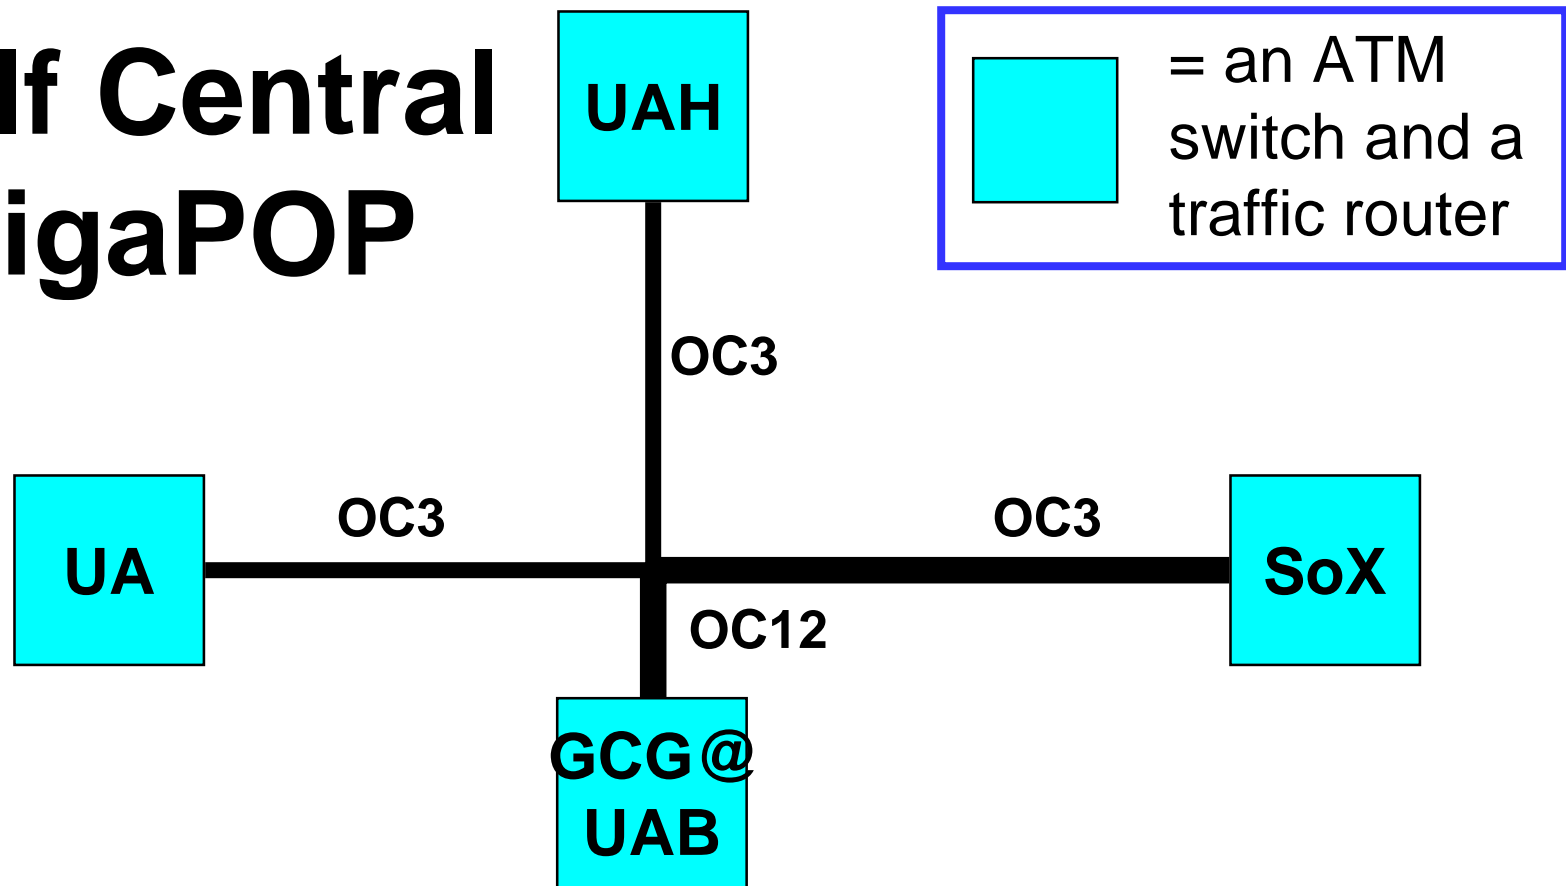 lf Central
igaPOP
UAH
= an ATM
switch and a
traffic router
OC3
UA
OC3
OC3
SoX
OC12
GCG@
UAB